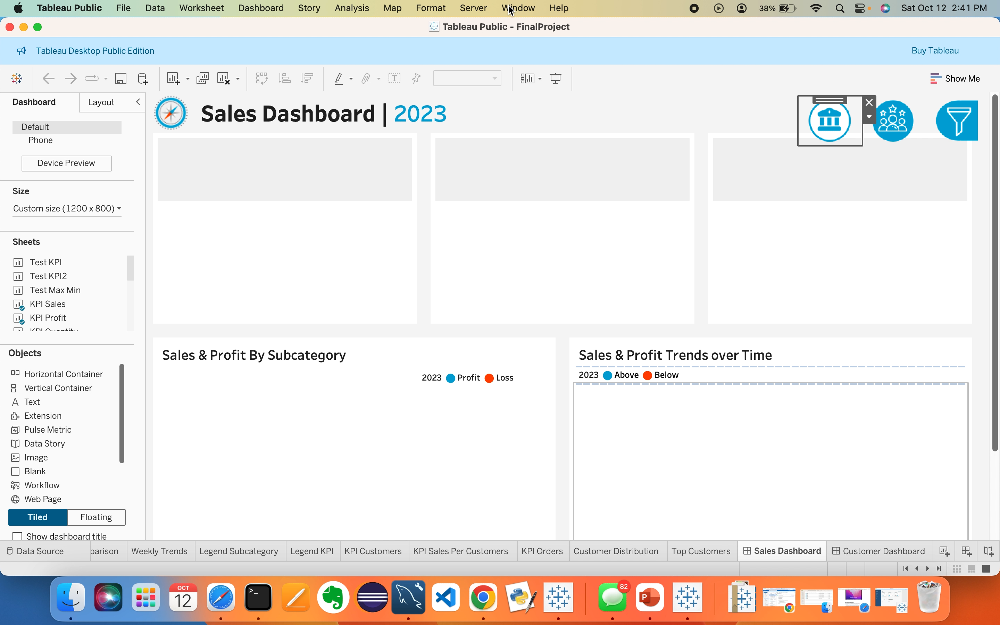 Tableau Public File Data Worksheet Dashboard Story Analysis Map Format Server Window Help 38% Sat Oct 12 2:41 PM
Tableau Public - FinalProject
Tableau Desktop Public Edition Buy Tableau
Show Me
Dashboard Layout
Sales Dashboard | 2023
Default
Phone
Device Preview
Size
Custom size (1200 x 800)
Sheets
Test KPI
Test KPI2
Test Max Min
KPI Sales
KPI Profit
KPI Quantity
Sales & Profit By Subcategory
2023 Profit Loss
Sales & Profit Trends over Time
2023 Above Below
Objects
Horizontal Container
Vertical Container
Text
Extension
Pulse Metric
Data Story
Image
Blank
Workflow
Web Page
Tiled Floating
Show dashboard title
Data Source parison Weekly Trends Legend Subcategory Legend KPI KPI Customers KPI Sales Per Customers KPI Orders Customer Distribution Top Customers Sales Dashboard Customer Dashboard
OCT
12
82
P